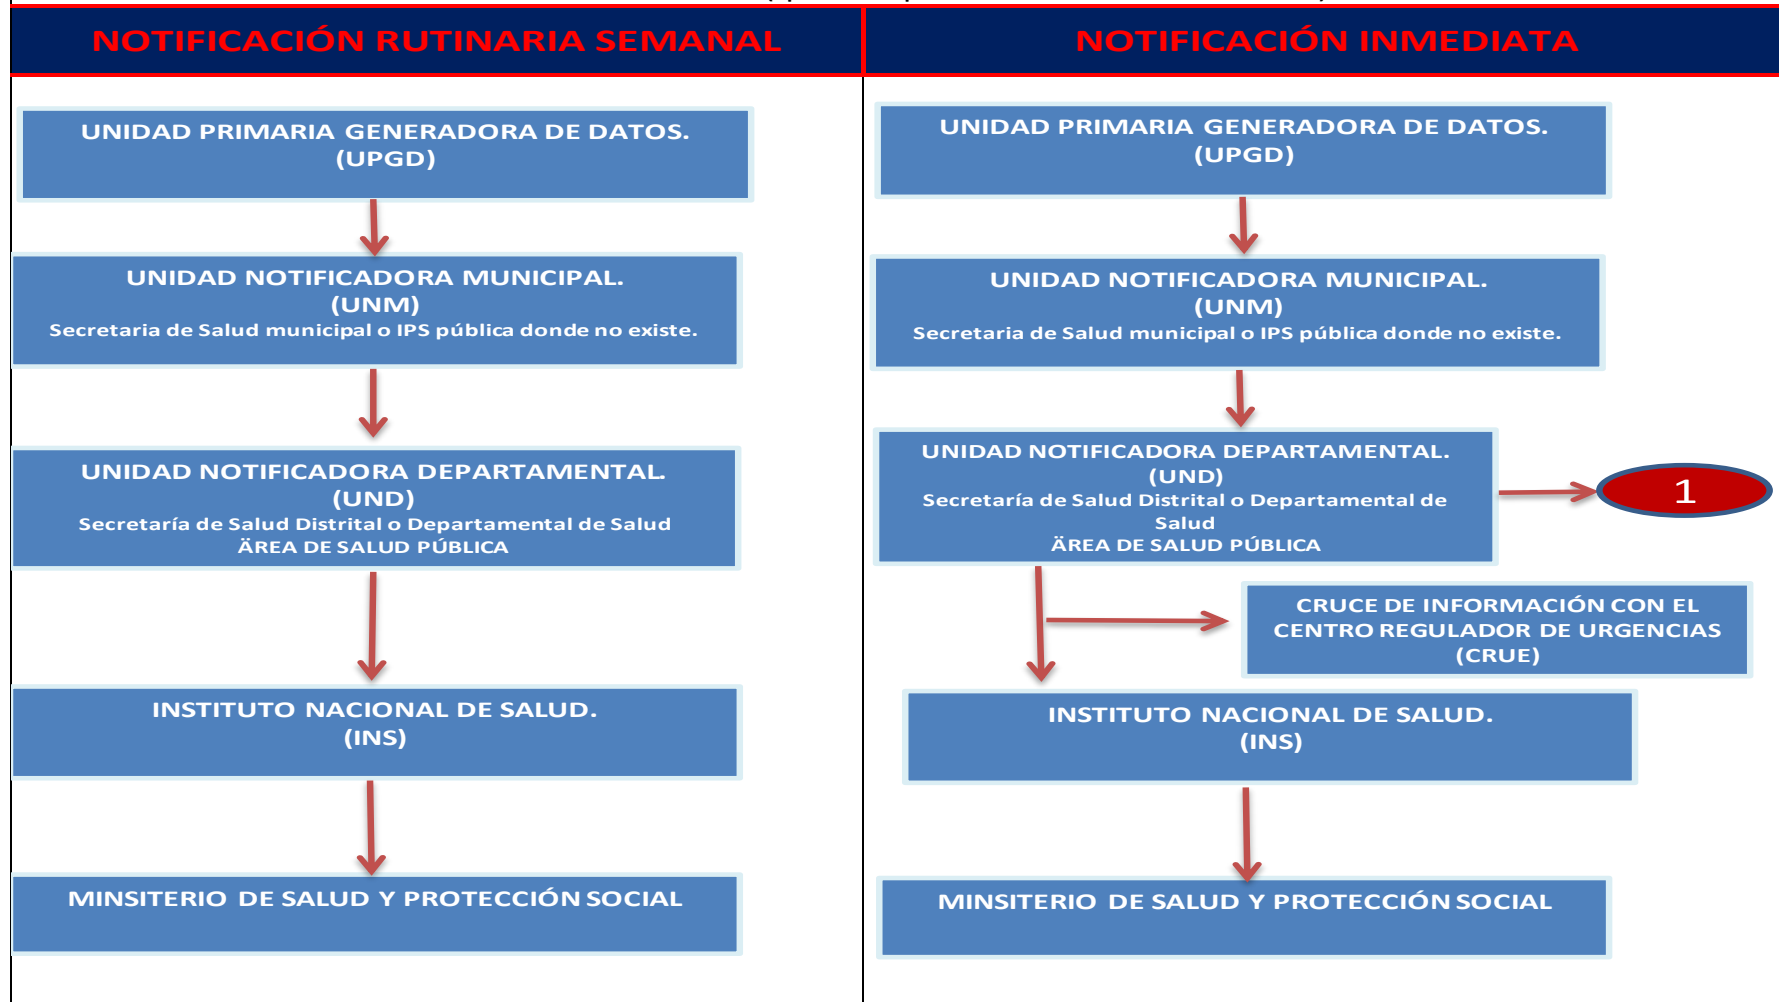 NOTIFICACIÓN RUTINARIA SEMANAL
UNIDAD PRIMARIA GENERADORA DE DATOS.
(UPGD)
UNIDAD NOTIFICADORA MUNICIPAL.
(UNM)
Secretaria de Salud municipal o IPS pública donde no existe.
UNIDAD NOTIFICADORA DEPARTAMENTAL.
(UND)
Secretaría de Salud Distrital o Departamental de Salud
ÄREA DE SALUD PÚBLICA
INSTITUTO NACIONAL DE SALUD.
(INS)
MINSITERIO DE SALUD Y PROTECCIÓN SOCIAL
NOTIFICACIÓN INMEDIATA
UNIDAD PRIMARIA GENERADORA DE DATOS.
(UPGD)
UNIDAD NOTIFICADORA MUNICIPAL.
(UNM)
Secretaria de Salud municipal o IPS pública donde no existe.
UNIDAD NOTIFICADORA DEPARTAMENTAL.
(UND)
Secretaría de Salud Distrital o Departamental de
Salud
ÄREA DE SALUD PÚBLICA
1
CRUCE DE INFORMACIÓN CON EL
CENTRO REGULADOR DE URGENCIAS
(CRUE)
INSTITUTO NACIONAL DE SALUD.
(INS)
MINSITERIO DE SALUD Y PROTECCIÓN SOCIAL